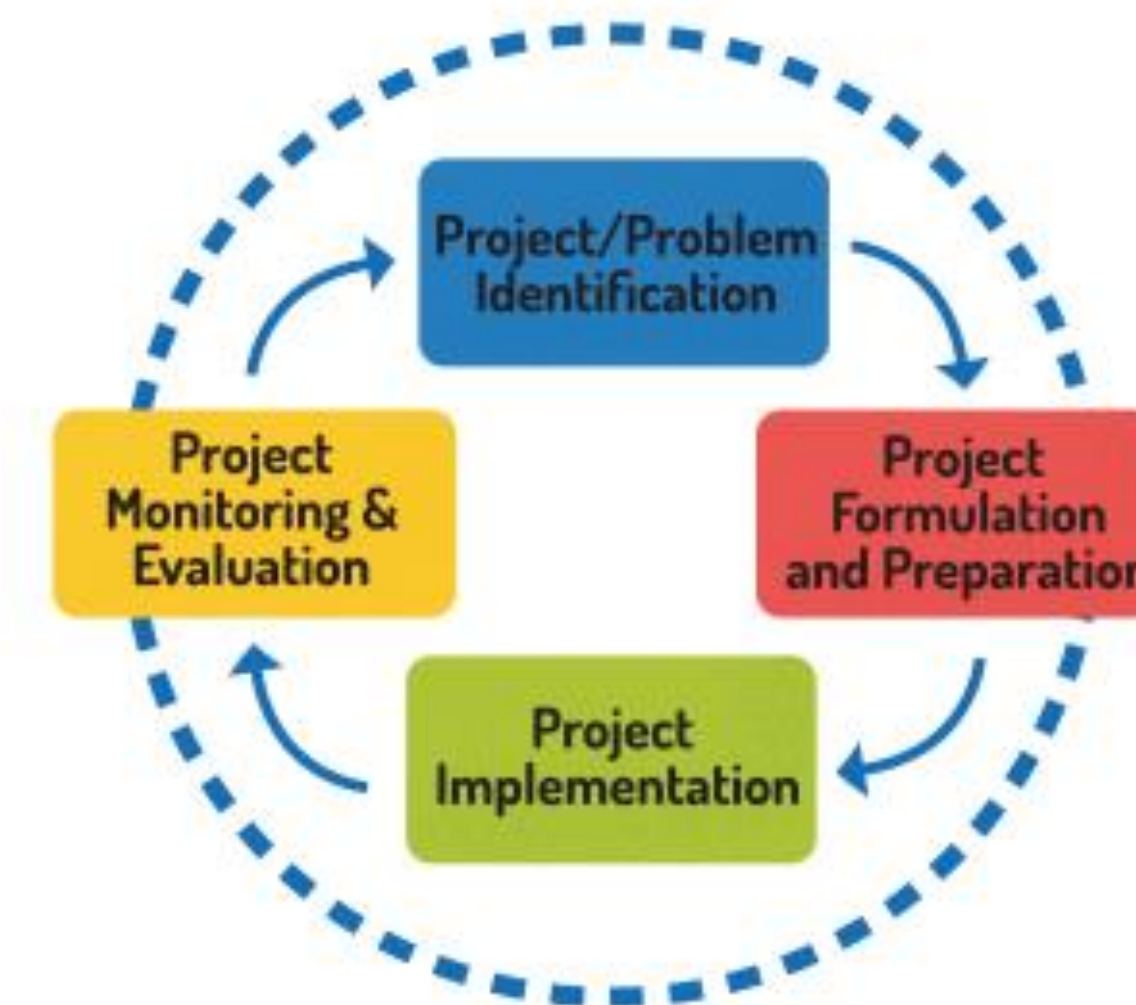 Project/Problem
Identification
Project
Formulation
and Preparation
Project
Implementation
Project
Monitoring &
Evaluation